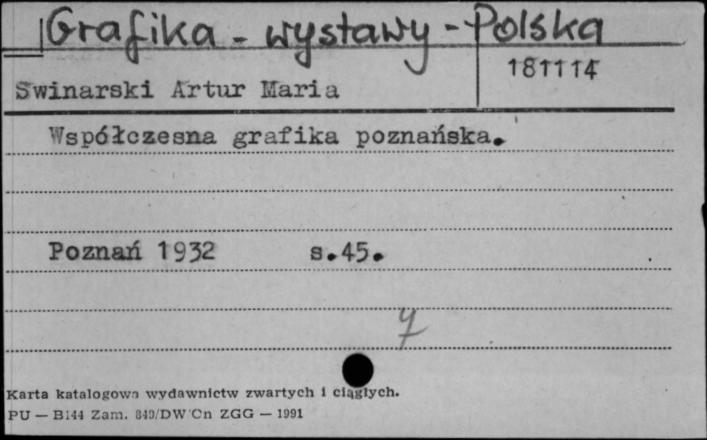 Grafika - wystawy - Polska
181114
Swinarski Artur Maria
Współczesna grafika poznańska.
Poznań 1932 s.45.
Karta katalogowa wydawnictw zwartych i ciągłych.
PU — B144 Zam. 849/DW Cn ZGG — 1991